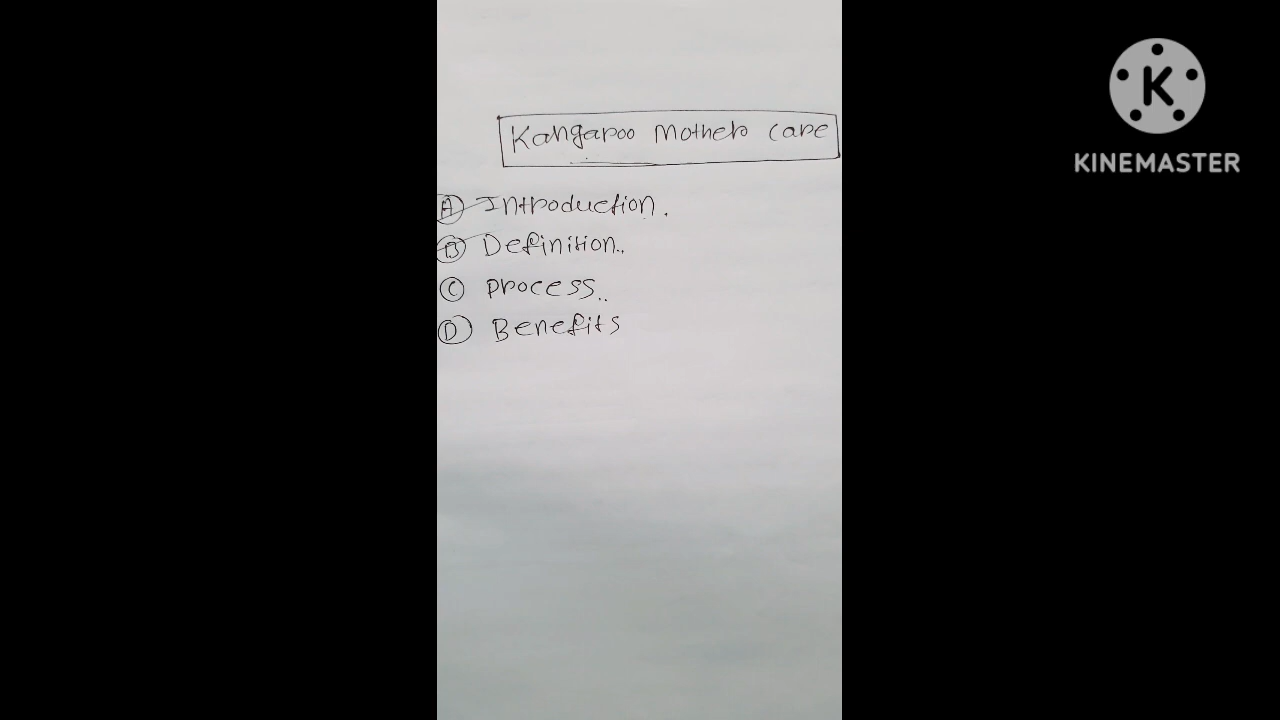 Kangaroo Mother Care
A Introduction.
B Definition..
C Process..
D Benefits
K
KINEMASTER